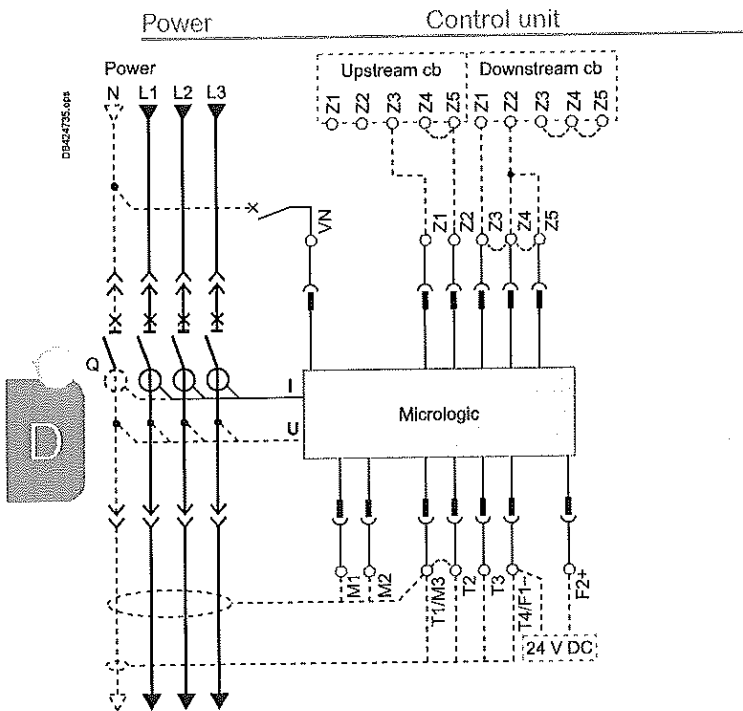 Power Control unit
DB424735.eps
Power
N L1 L2 L3
Upstream cb Downstream cb
Z1 Z2 Z3 Z4 Z5 Z1 Z2 Z3 Z4 Z5
VN
Z1 Z2 Z3 Z4 Z5
Q
I
U
Micrologic
D
M1 M2 T1/M3 T2 T3 T4/F1- F2+
24 V DC